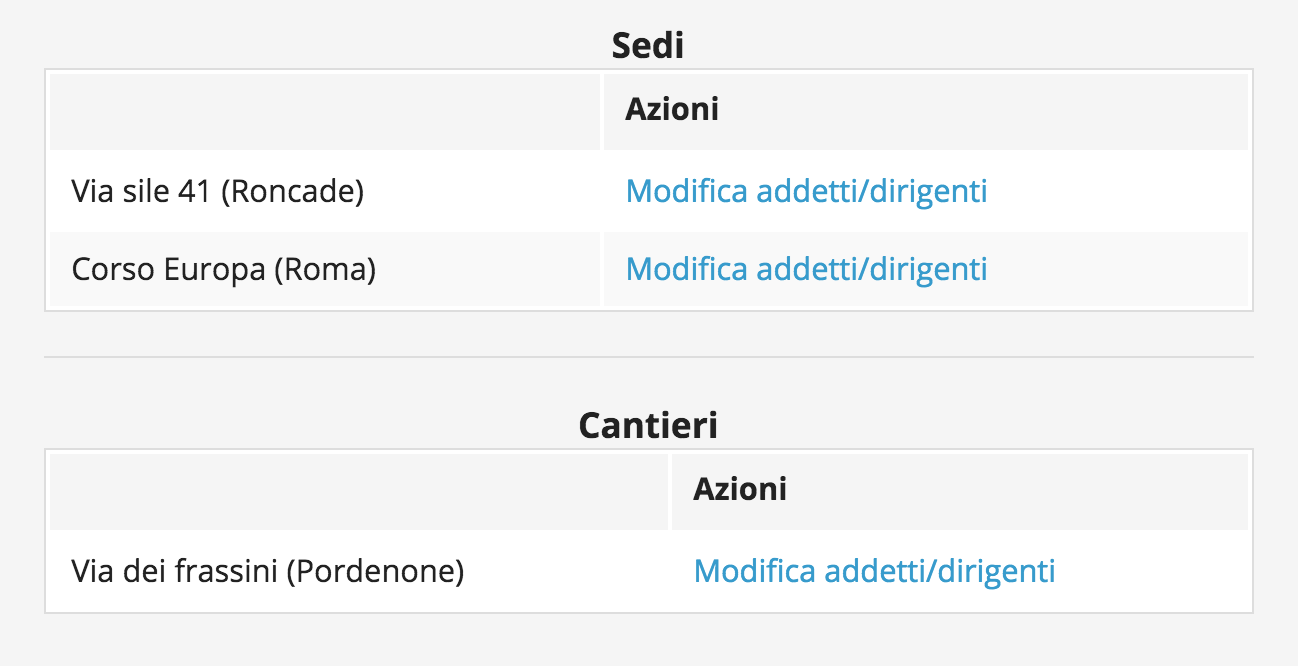 Sedi
Azioni
Via sile 41 (Roncade) Modifica addetti/dirigenti
Corso Europa (Roma) Modifica addetti/dirigenti
Cantieri
Azioni
Via dei frassini (Pordenone) Modifica addetti/dirigenti